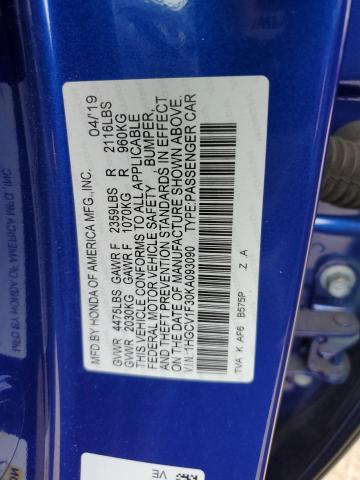 MFD. BY HONDA OF AMERICA MFG.,INC. 04/19
GVWR 4475LBS GAWR F 2359LBS R 2116LBS
GVWR 2030KG GAWR F 1070KG R 960KG
THIS VEHICLE CONFORMS TO ALL APPLICABLE
FEDERAL MOTOR VEHICLE SAFETY , BUMPER,
AND THEFT PREVENTION STANDARDS IN EFFECT
ON THE DATE OF MANUFACTURE SHOWN ABOVE.
V.I.N.:1HGCV1F30KA093090 TYPE:PASSENGER CAR
TVA K AF6 B575P Z A
VE